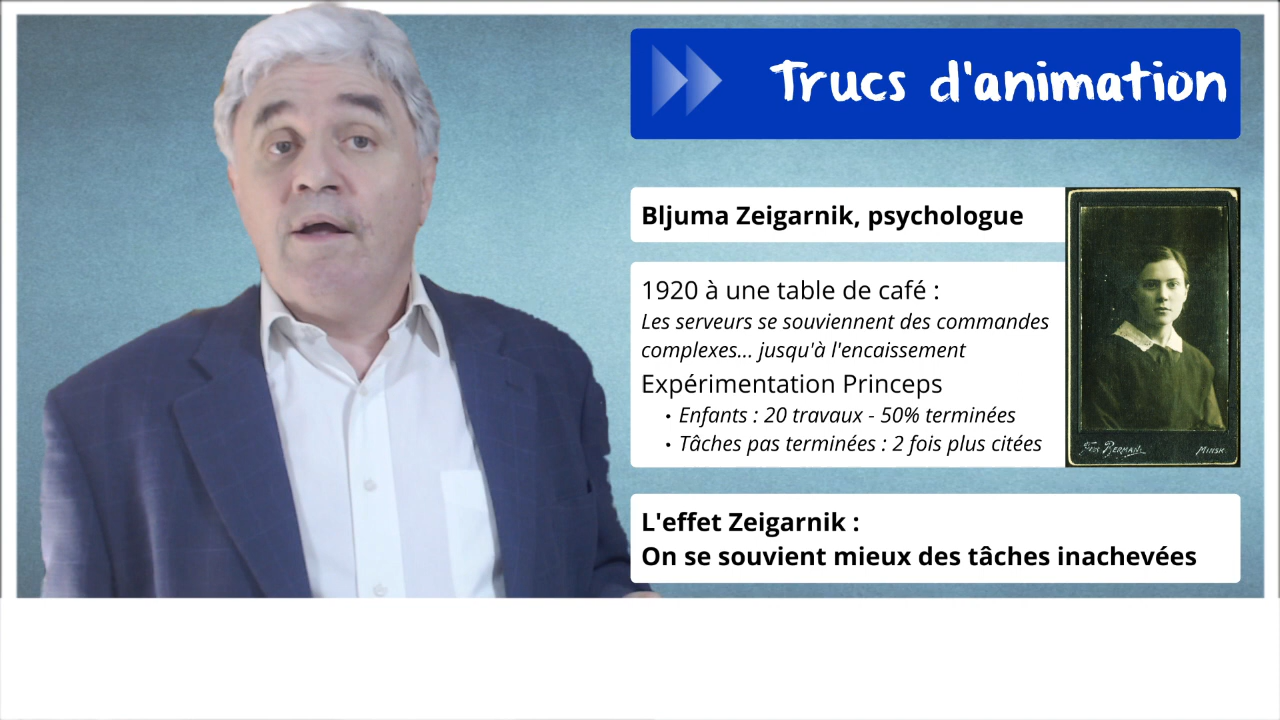 Trucs d'animation
Bljuma Zeigarnik, psychologue
1920 à une table de café :
Les serveurs se souviennent des commandes
complexes... jusqu'à l'encaissement
Expérimentation Princeps
• Enfants : 20 travaux - 50% terminées
• Tâches pas terminées : 2 fois plus citées
MINSK
L'effet Zeigarnik :
On se souvient mieux des tâches inachevées